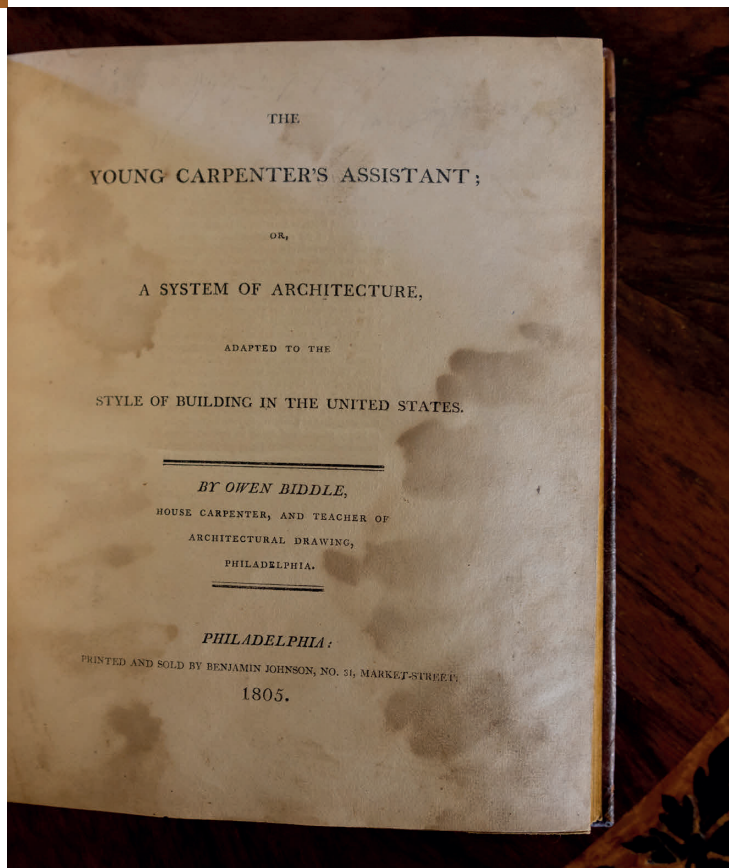 THE
YOUNG CARPENTER'S ASSISTANT;
OR,
A SYSTEM OF ARCHITECTURE,
ADAPTED TO THE
STYLE OF BUILDING IN THE UNITED STATES.
BY OWEN BIDDLE,
HOUSE CARPENTER, AND TEACHER OF
ARCHITECTURAL DRAWING,
PHILADELPHIA.
PHILADELPHIA:
PRINTED AND SOLD BY BENJAMIN JOHNSON, NO. 31, MARKET-STREET.
1805.